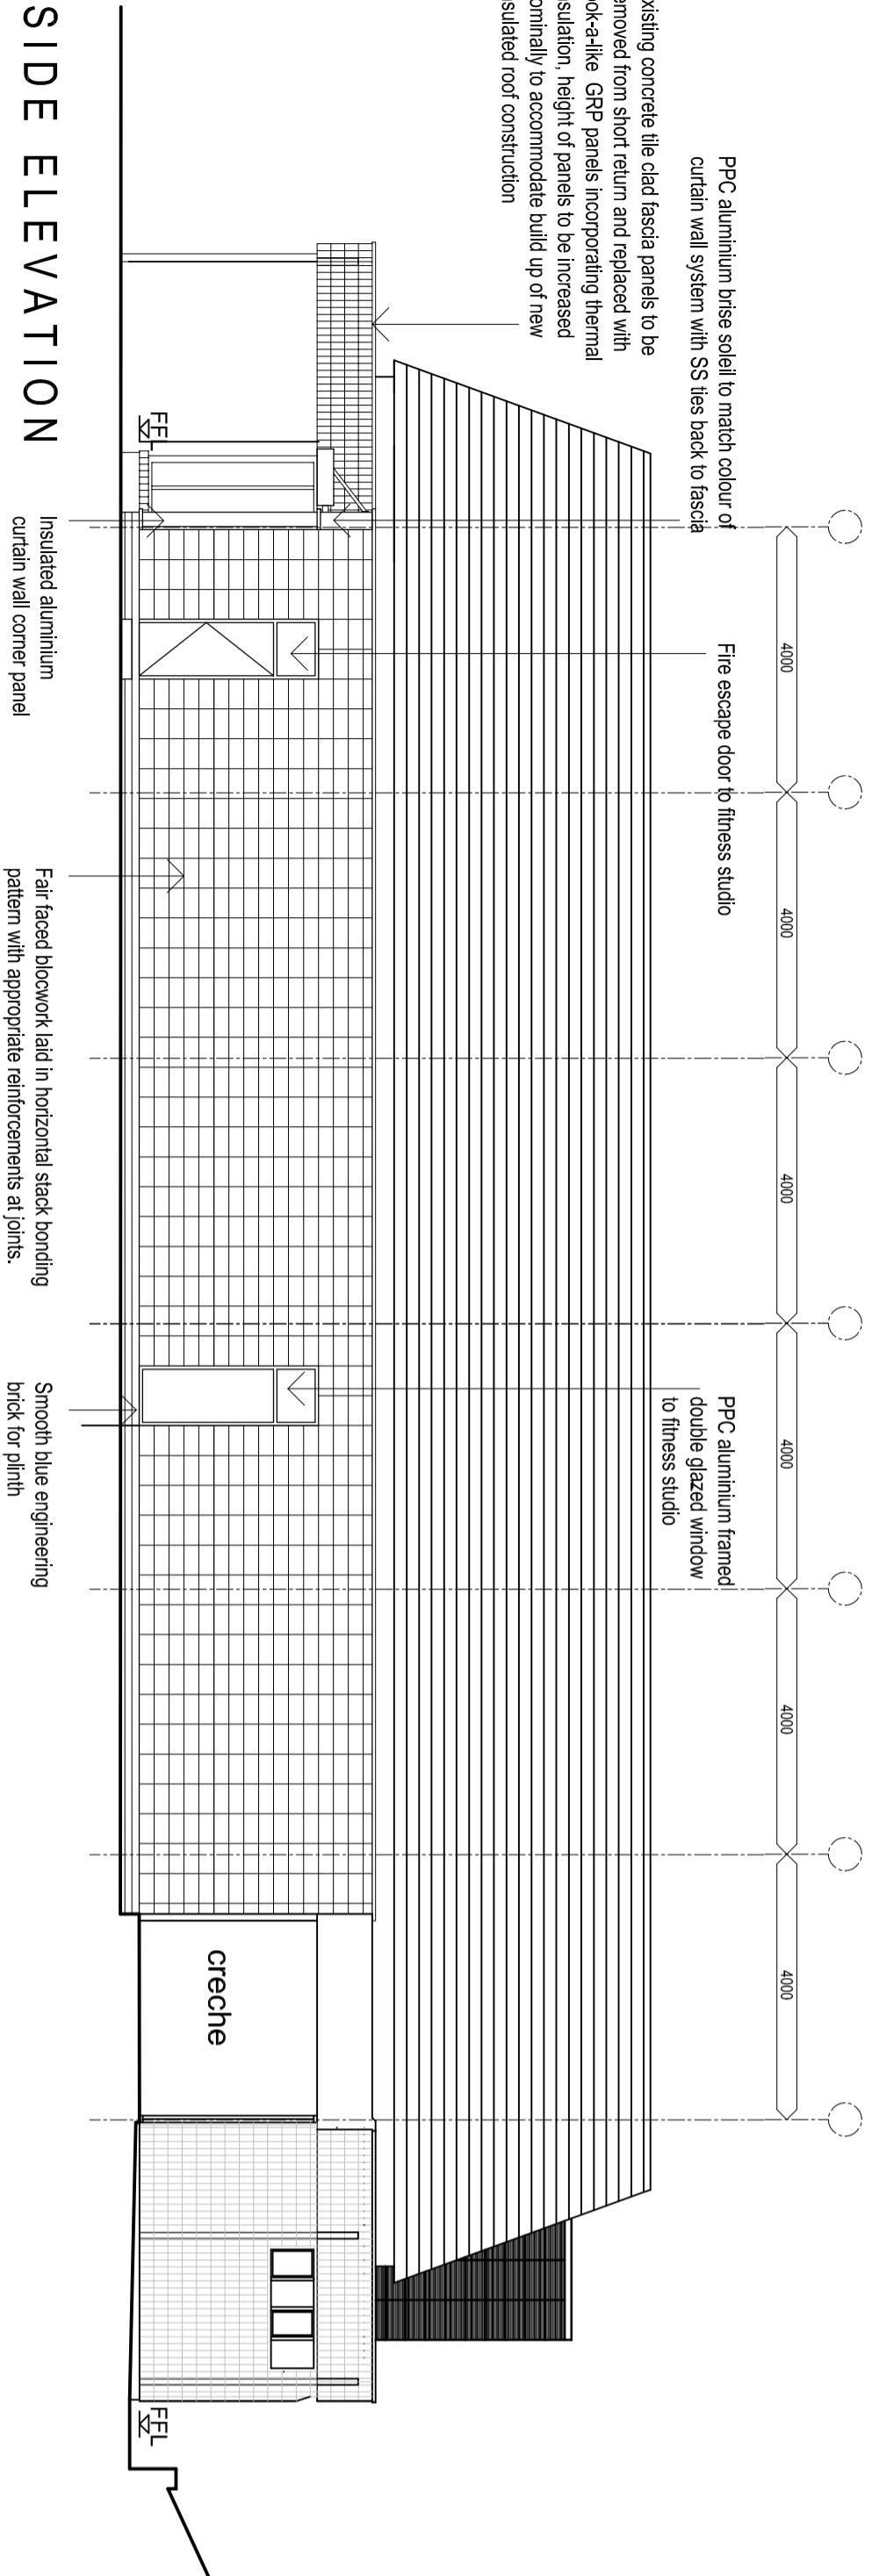 4000
4000
4000
4000
4000
4000
PPC aluminium brise soleil to match colour of
curtain wall system with SS ties back to fascia
Fire escape door to fitness studio
PPC aluminium framed
double glazed window
to fitness studio
xisting concrete tile clad fascia panels to be
emoved from short return and replaced with
ook-a-like GRP panels incorporating thermal
sulation, height of panels to be increased
ominally to accommodate build up of new
sulated roof construction
creche
FFL
FFL
Insulated aluminium
curtain wall corner panel
Fair faced blocwork laid in horizontal stack bonding
pattern with appropriate reinforcements at joints.
Smooth blue engineering
brick for plinth
SIDE ELEVATION